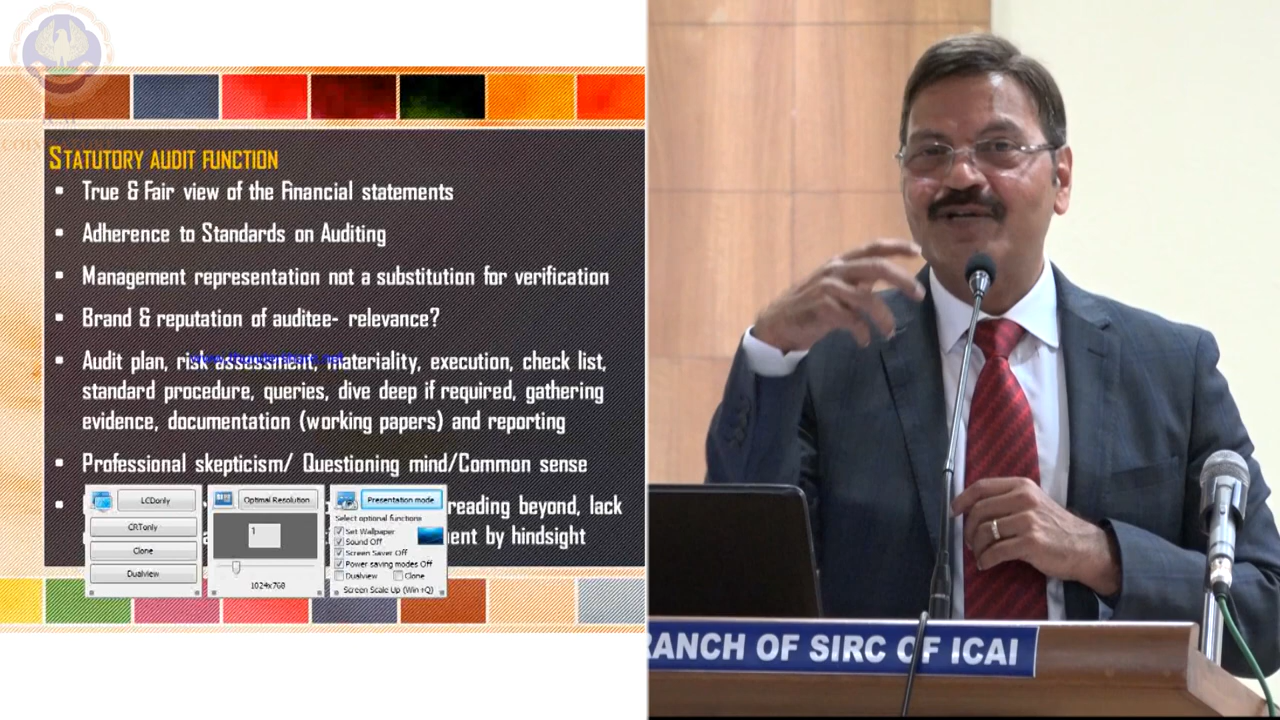 STATUTORY AUDIT FUNCTION
True & Fair view of the financial statements
Adherence to Standards on Auditing
Management representation not a substitution for verification
Brand & reputation of auditee- relevance?
Audit plan, risk assessment, materiality, execution, check list,
www.thundershare.net
standard procedure, queries, dive deep if required, gathering
evidence, documentation (working papers) and reporting
Professional skepticism/ Questioning mind/Common sense
reading beyond, lack
by hindsight
LCDonly
CRTonly
Clone
Dualview
Optimal Resolution
1
1024x768
Presentation mode
Select optional functions
Set Wallpaper
Sound Off
Screen Saver Off
Power saving modes Off
Dualview Clone
Screen Scale Up (Win+Q)
RANCH OF SIRC OF ICAI